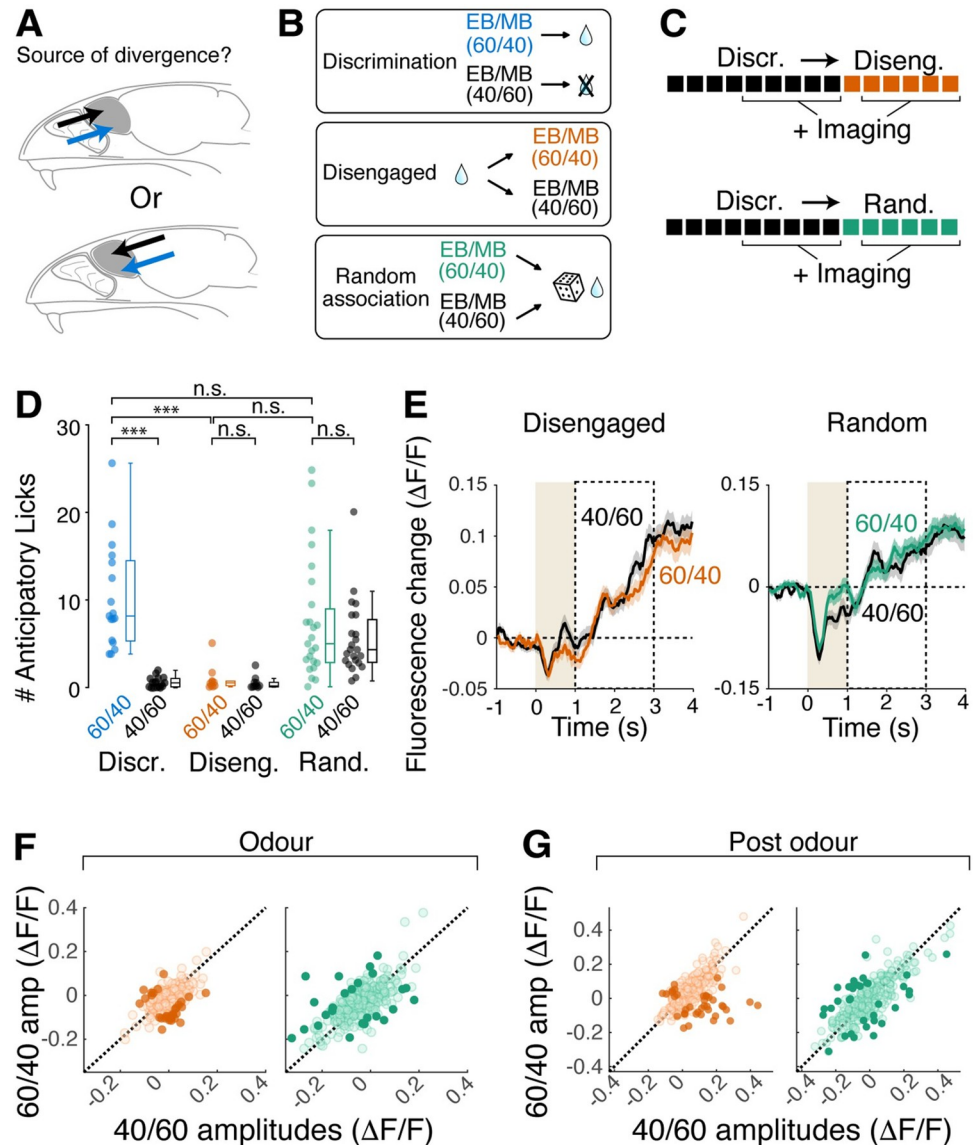 A
Source of divergence?
Or
B
Discrimination
EB/MB
(60/40)
EB/MB
(40/60)
Disengaged
EB/MB
(60/40)
EB/MB
(40/60)
Random
association
EB/MB
(60/40)
EB/MB
(40/60)
C
Discr. → Diseng.
+ Imaging
Discr. → Rand.
+ Imaging
D
n.s.
*** n.s.
*** n.s. n.s.
# Anticipatory Licks
30
20
10
0
60/40 40/60 60/40 40/60 60/40 40/60
Discr. Diseng. Rand.
E
Disengaged
Fluorescence change (ΔF/F)
0.15
0.1
0.05
0
-0.05
40/60
60/40
-1 0 1 2 3 4
Time (s)
Random
0.15
0
-0.15
60/40
40/60
-1 0 1 2 3 4
Time (s)
F
Odour
60/40 amp (ΔF/F)
0.4
0.2
0
-0.2
-0.2 0 0.2 0.4
-0.2 0 0.2 0.4
40/60 amplitudes (ΔF/F)
G
Post odour
60/40 amp (ΔF/F)
0.4
0.2
0
-0.2
-0.4
-0.4 -0.2 0 0.2 0.4
-0.4 -0.2 0 0.2 0.4
40/60 amplitudes (ΔF/F)